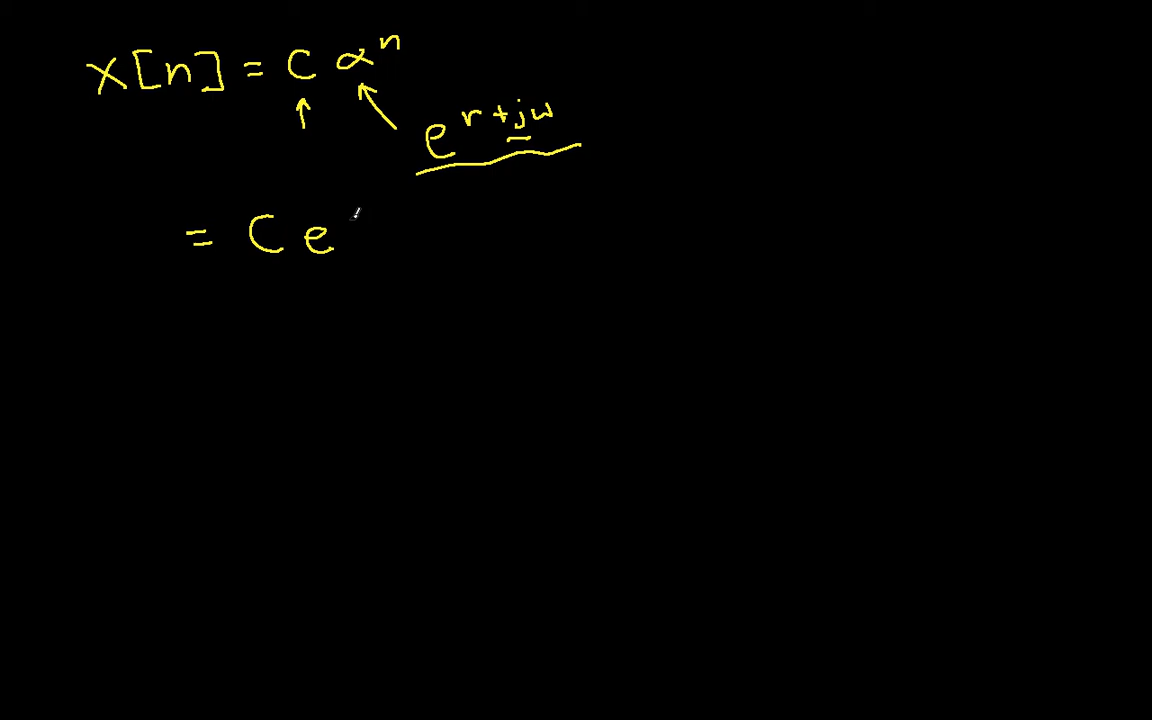 x[n] = C α^n
e^{r+jω}
= C e